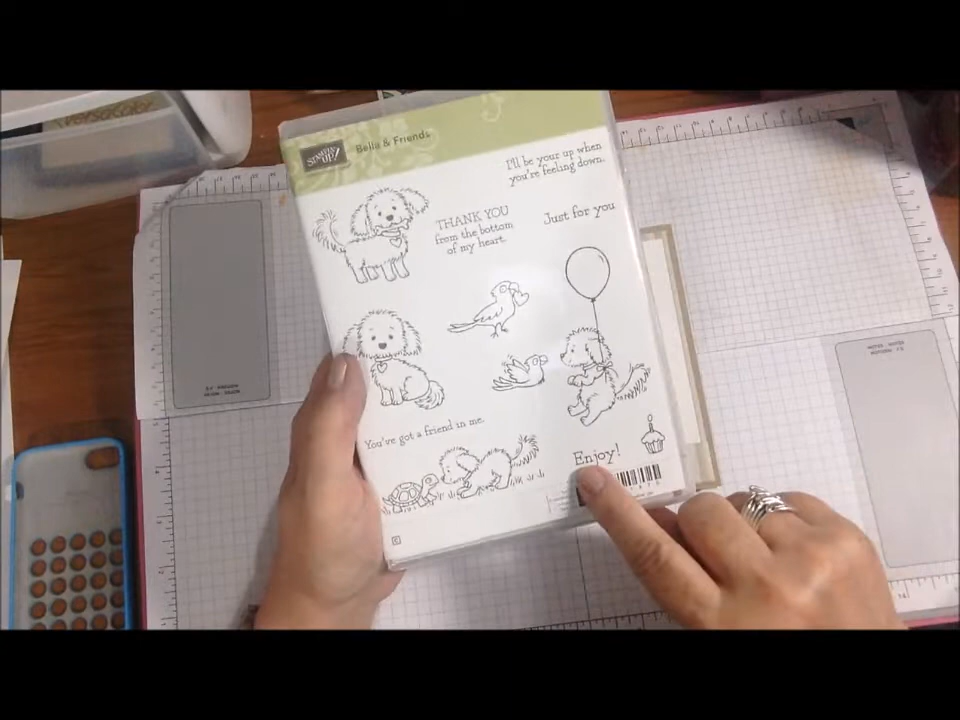 VersaColor
STAMPIN' UP!
Bella & Friends
I'll be your up when
you're feeling down.
THANK YOU
from the bottom
of my heart.
Just for you
You've got a friend in me.
Enjoy!